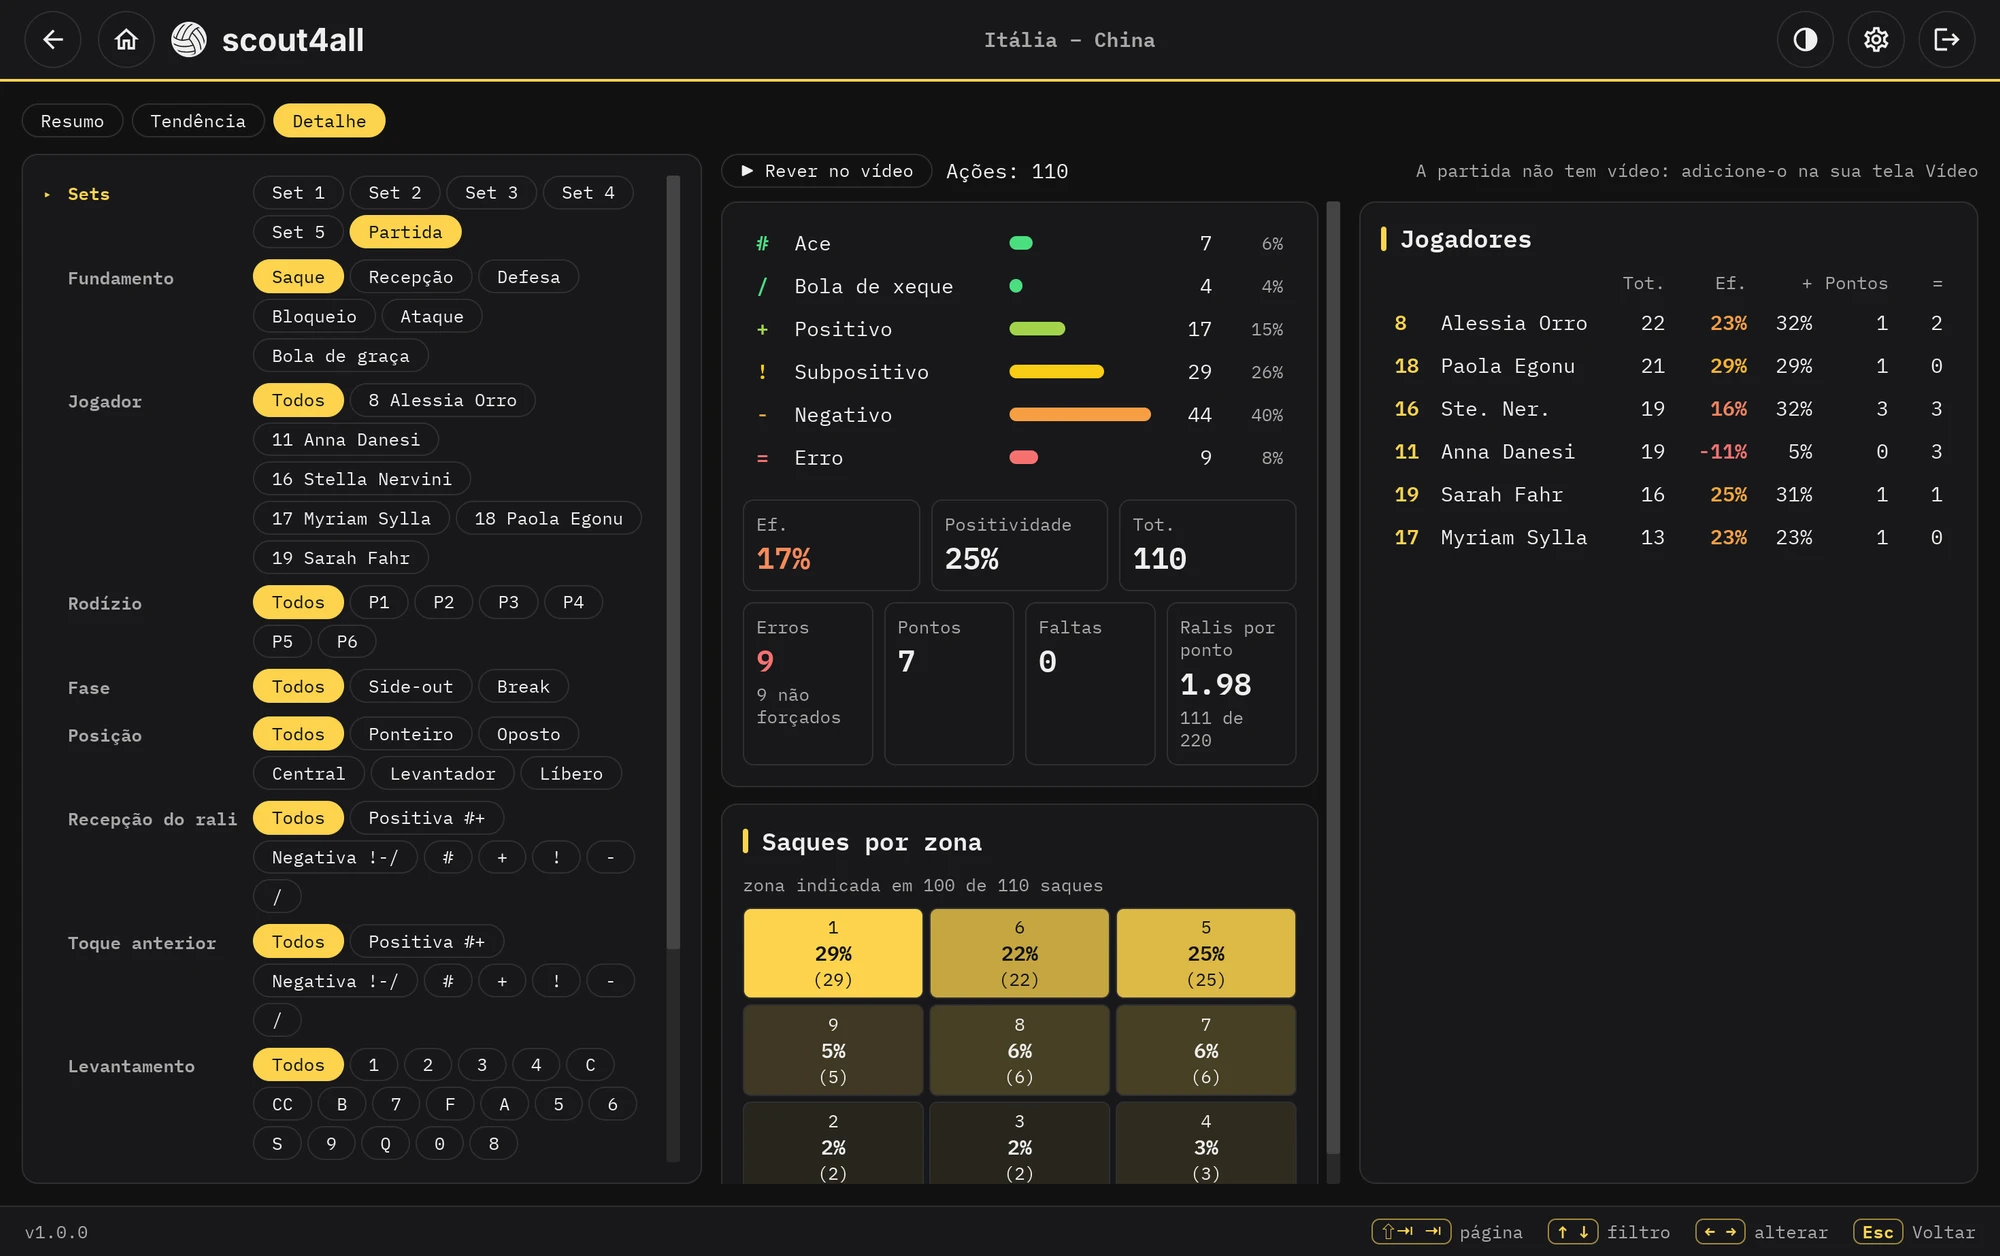 scout4all
Itália – China
Resumo
Tendência
Detalhe
▸ Sets
Set 1
Set 2
Set 3
Set 4
Set 5
Partida
Fundamento
Saque
Recepção
Defesa
Bloqueio
Ataque
Bola de graça
Jogador
Todos
8 Alessia Orro
11 Anna Danesi
16 Stella Nervini
17 Myriam Sylla
18 Paola Egonu
19 Sarah Fahr
Rodízio
Todos
P1
P2
P3
P4
P5
P6
Fase
Todos
Side-out
Break
Posição
Todos
Ponteiro
Oposto
Central
Levantador
Líbero
Recepção do rali
Todos
Positiva #+
Negativa !-/
#
+
!
-
/
Toque anterior
Todos
Positiva #+
Negativa !-/
#
+
!
-
/
Levantamento
Todos
1
2
3
4
C
CC
B
7
F
A
5
6
S
9
Q
0
8
▶ Rever no vídeo
Ações: 110
A partida não tem vídeo: adicione-o na sua tela Vídeo
# Ace 7 6%
/ Bola de xeque 4 4%
+ Positivo 17 15%
! Subpositivo 29 26%
- Negativo 44 40%
= Erro 9 8%
Ef.
17%
Positividade
25%
Tot.
110
Erros
9
9 não
forçados
Pontos
7
Faltas
0
Ralis por
ponto
1.98
111 de
220
Saques por zona
zona indicada em 100 de 110 saques
1
29%
(29)
6
22%
(22)
5
25%
(25)
9
5%
(5)
8
6%
(6)
7
6%
(6)
2
2%
(2)
3
2%
(2)
4
3%
(3)
Jogadores
Tot. Ef. + Pontos =
8 Alessia Orro 22 23% 32% 1 2
18 Paola Egonu 21 29% 29% 1 0
16 Ste. Ner. 19 16% 32% 3 3
11 Anna Danesi 19 -11% 5% 0 3
19 Sarah Fahr 16 25% 31% 1 1
17 Myriam Sylla 13 23% 23% 1 0
v1.0.0
⇧⇥ ⇥ página
↑ ↓ filtro
← → alterar
Esc Voltar